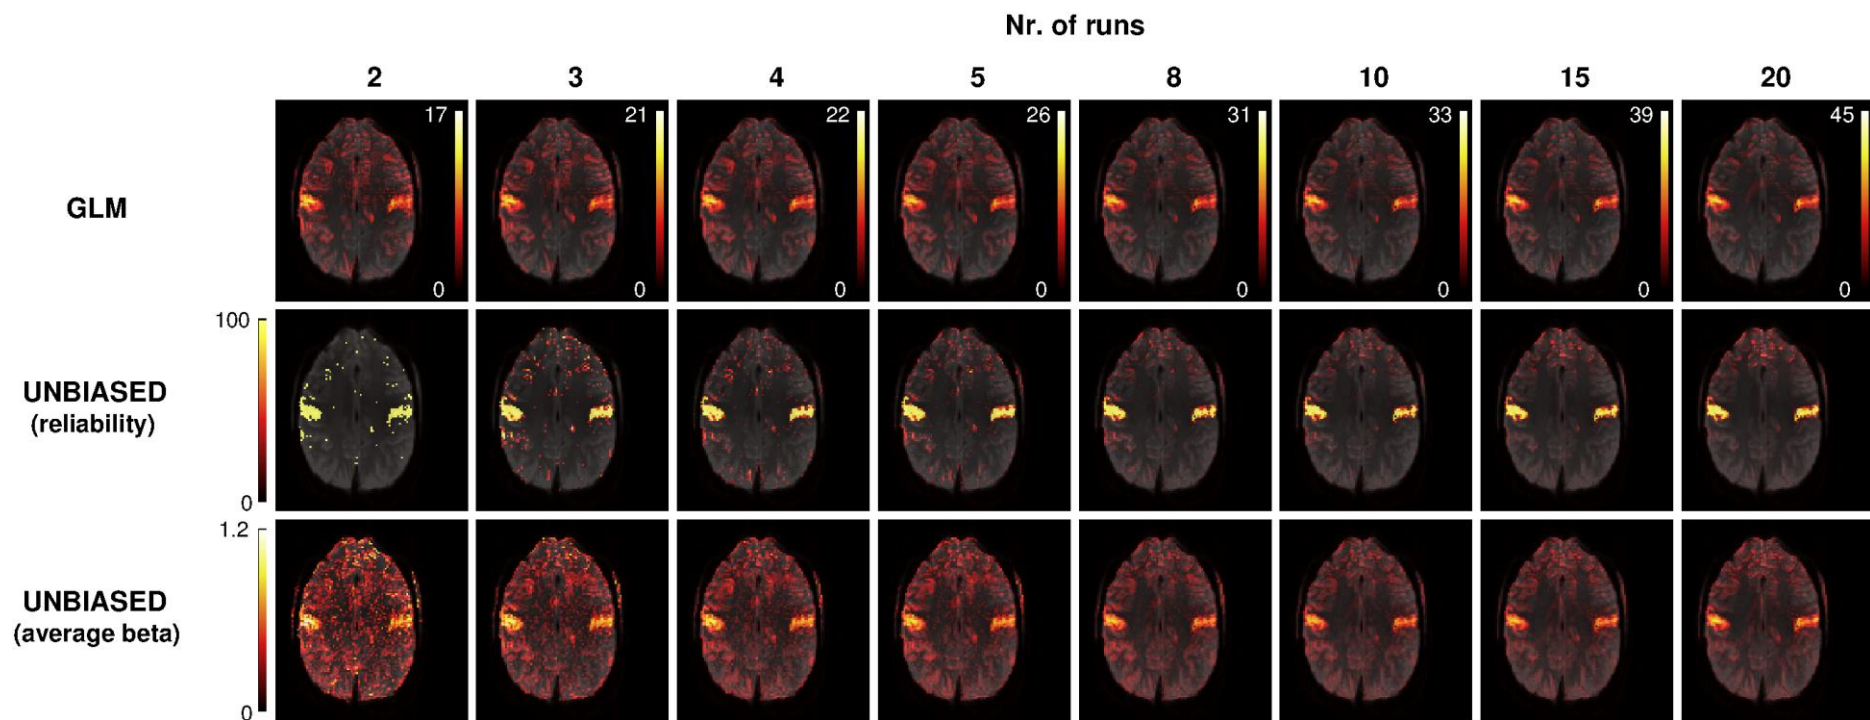 Nr. of runs
2 3 4 5 8 10 15 20
GLM
17 21 22 26 31 33 39 45
0 0 0 0 0 0 0 0
100
UNBIASED
(reliability)
0
1.2
UNBIASED
(average beta)
0